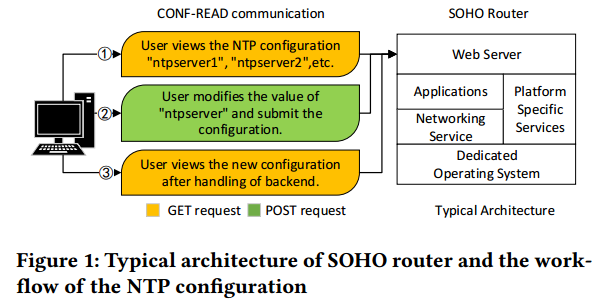 CONF-READ communication
SOHO Router
①
User views the NTP configuration
"ntpserver1", "ntpserver2",etc.
②
User modifies the value of
"ntpserver" and submit the
configuration.
③
User views the new configuration
after handling of backend.
GET request
POST request
Web Server
Applications
Networking
Service
Platform
Specific
Services
Dedicated
Operating System
Typical Architecture
Figure 1: Typical architecture of SOHO router and the work-
flow of the NTP configuration